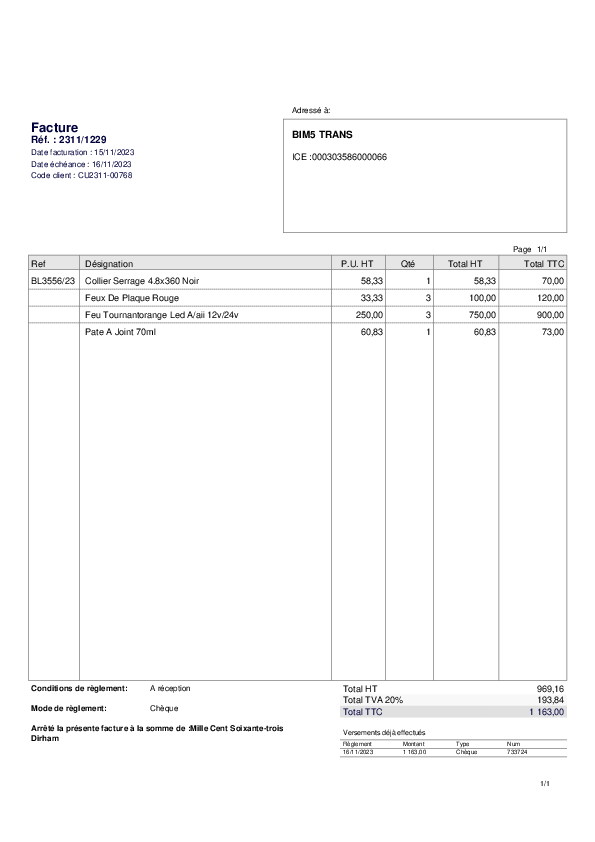 Adressé à:
Facture
Réf. : 2311/1229
Date facturation : 15/11/2023
Date échéance : 16/11/2023
Code client : CU2311-00768
BIM5 TRANS
ICE :000303586000066
Page 1/1
Ref Désignation P.U. HT Qté Total HT Total TTC
BL3556/23 Collier Serrage 4.8x360 Noir 58,33 1 58,33 70,00
Feux De Plaque Rouge 33,33 3 100,00 120,00
Feu Tournantorange Led A/aii 12v/24v 250,00 3 750,00 900,00
Pate A Joint 70ml 60,83 1 60,83 73,00
Conditions de règlement: A réception
Mode de règlement: Chèque
Arrêté la présente facture à la somme de :Mille Cent Soixante-trois
Dirham
Total HT 969,16
Total TVA 20% 193,84
Total TTC 1 163,00
Versements déjà effectués
Règlement Montant Type Num
16/11/2023 1 163,00 Chèque 733724
1/1